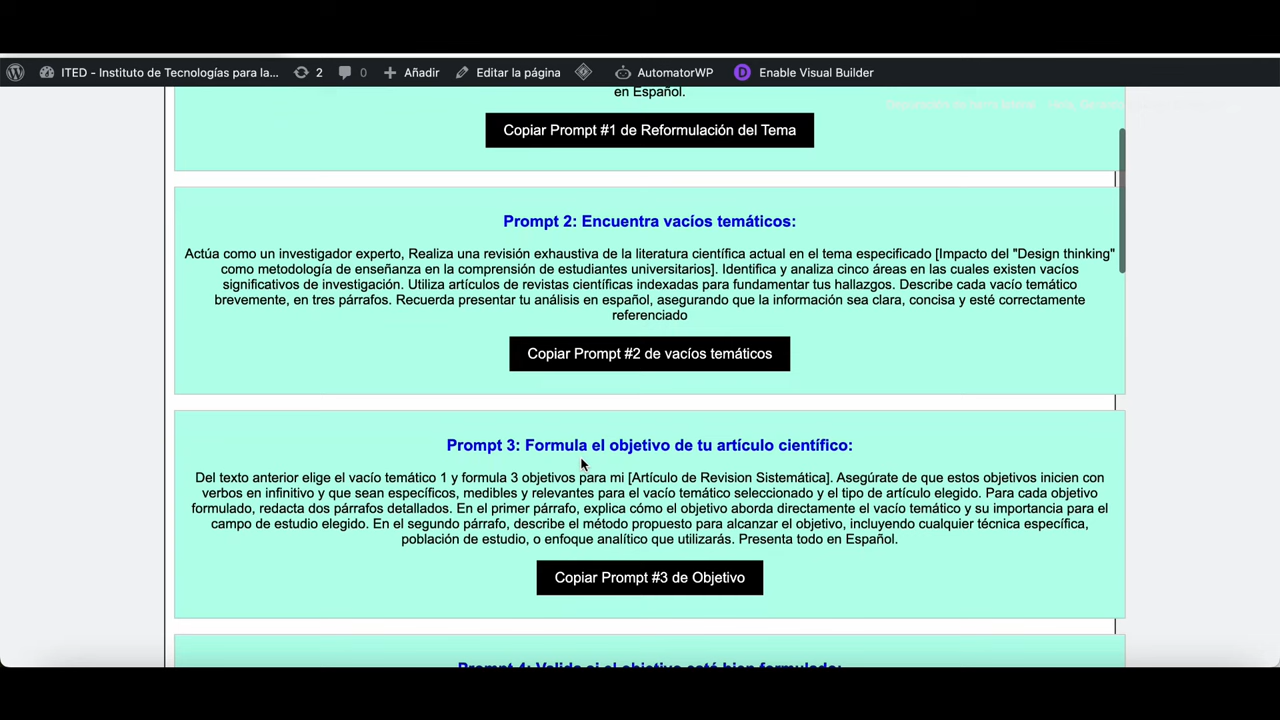 ITED - Instituto de Tecnologías para la... 2 0 Añadir Editar la página AutomatorWP D Enable Visual Builder
en Español.
Copiar Prompt #1 de Reformulación del Tema
Prompt 2: Encuentra vacíos temáticos:
Actúa como un investigador experto, Realiza una revisión exhaustiva de la literatura científica actual en el tema especificado [Impacto del "Design thinking"
como metodología de enseñanza en la comprensión de estudiantes universitarios]. Identifica y analiza cinco áreas en las cuales existen vacíos
significativos de investigación. Utiliza artículos de revistas científicas indexadas para fundamentar tus hallazgos. Describe cada vacío temático
brevemente, en tres párrafos. Recuerda presentar tu análisis en español, asegurando que la información sea clara, concisa y esté correctamente
referenciado
Copiar Prompt #2 de vacíos temáticos
Prompt 3: Formula el objetivo de tu artículo científico:
Del texto anterior elige el vacío temático 1 y formula 3 objetivos para mi [Artículo de Revision Sistemática]. Asegúrate de que estos objetivos inicien con
verbos en infinitivo y que sean específicos, medibles y relevantes para el vacío temático seleccionado y el tipo de artículo elegido. Para cada objetivo
formulado, redacta dos párrafos detallados. En el primer párrafo, explica cómo el objetivo aborda directamente el vacío temático y su importancia para el
campo de estudio elegido. En el segundo párrafo, describe el método propuesto para alcanzar el objetivo, incluyendo cualquier técnica específica,
población de estudio, o enfoque analítico que utilizarás. Presenta todo en Español.
Copiar Prompt #3 de Objetivo
Prompt 4: Valida si el objetivo está bien formulado: